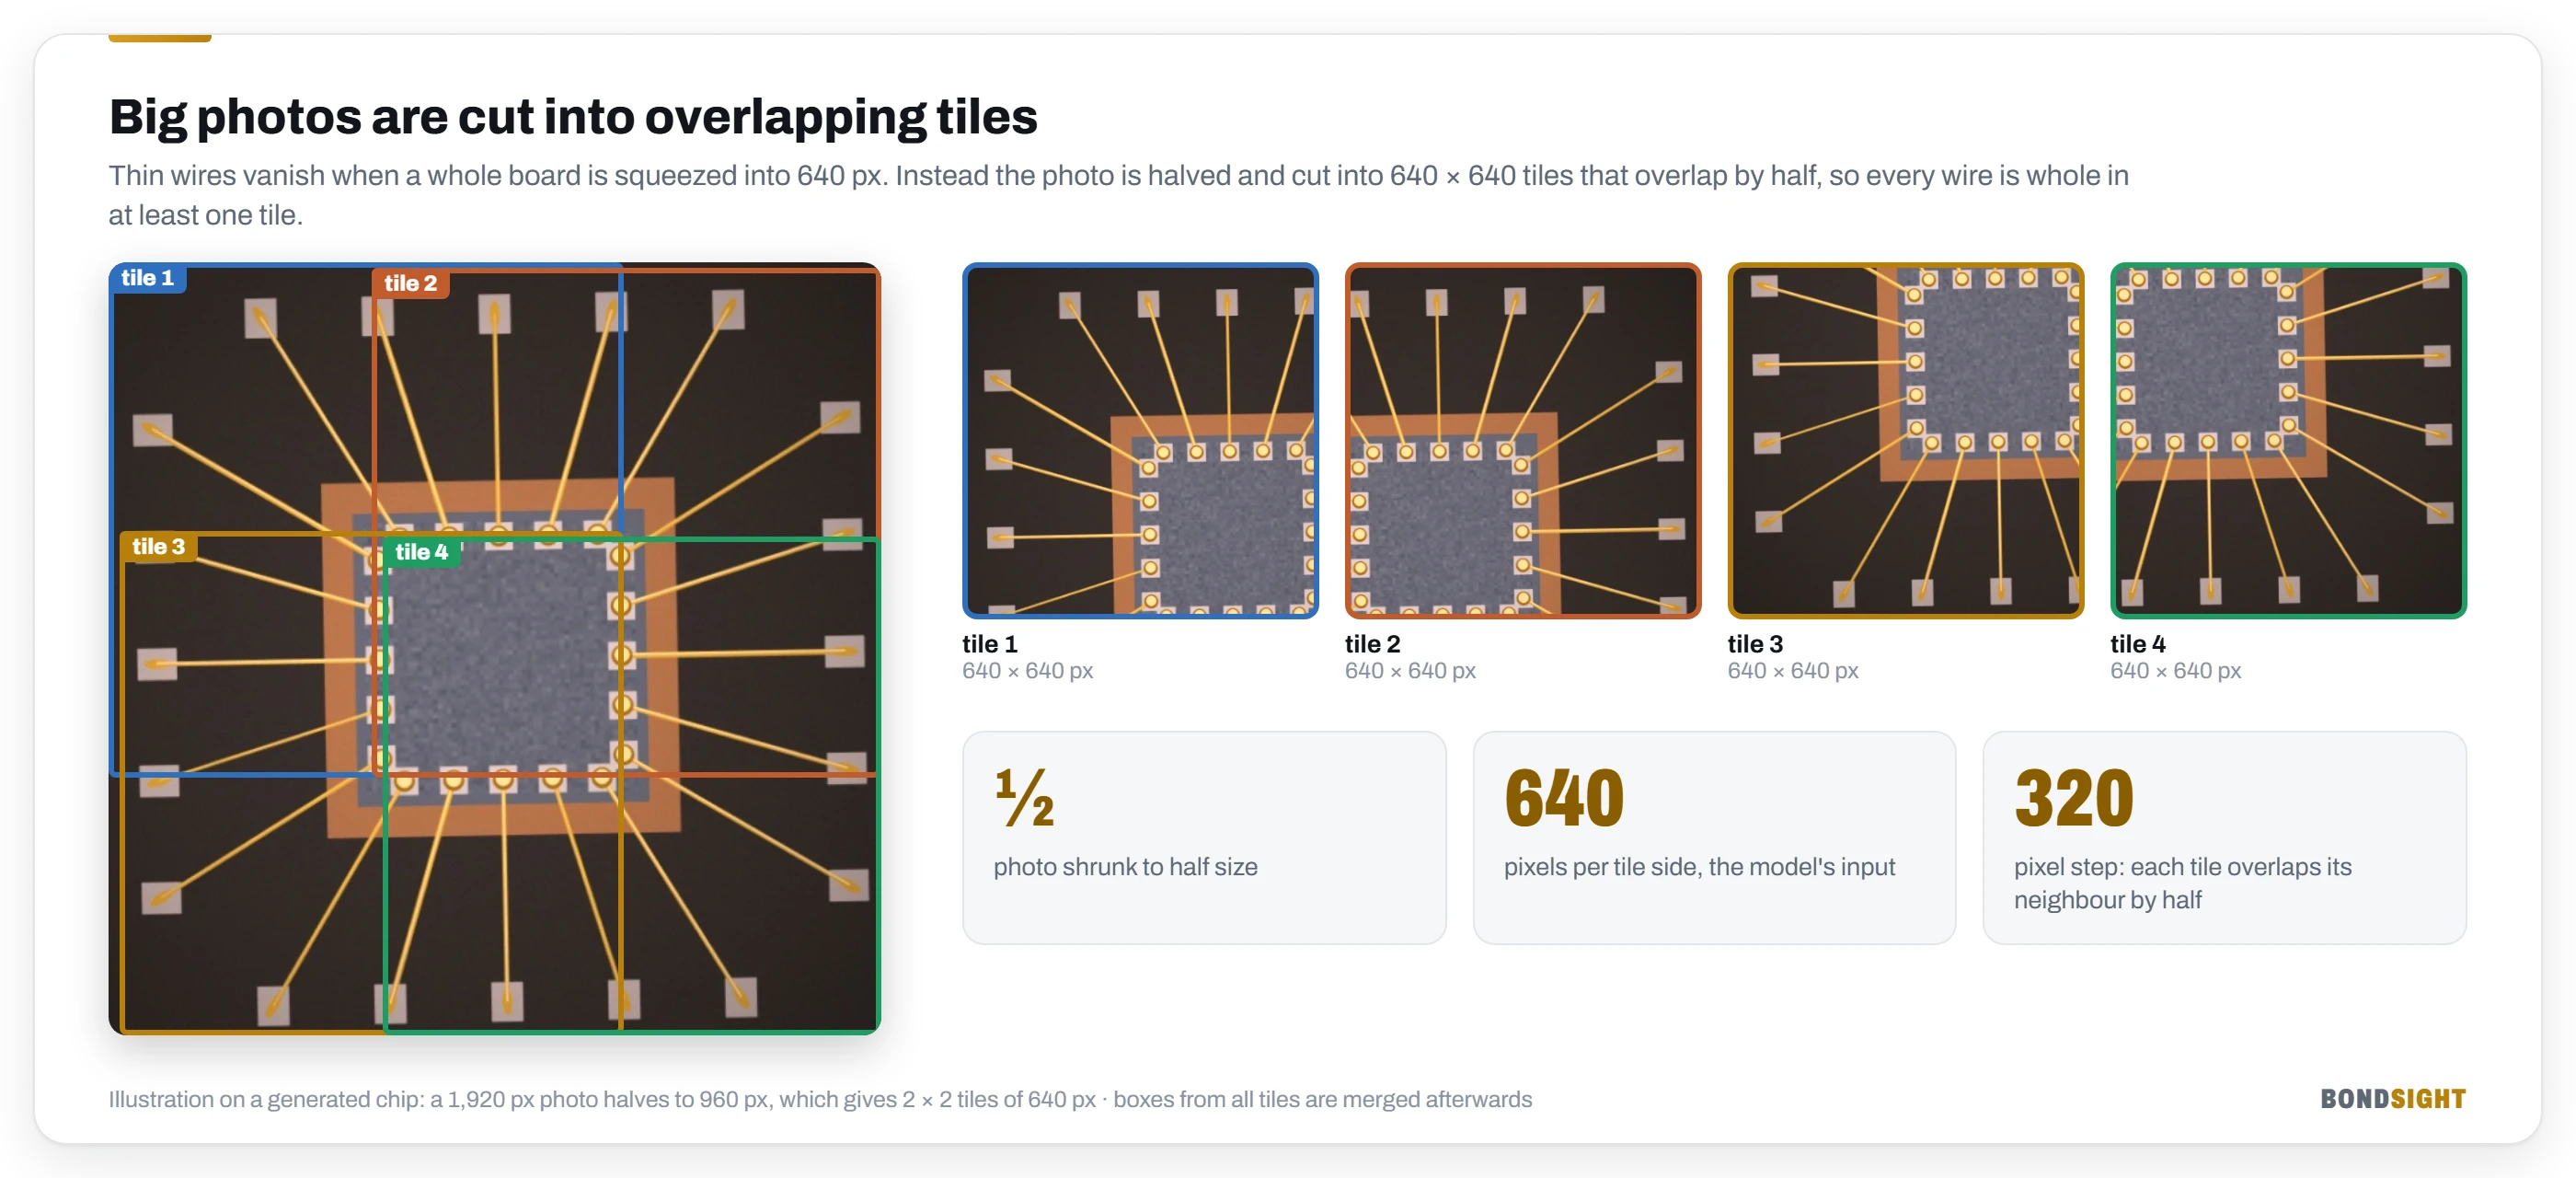 Big photos are cut into overlapping tiles
Thin wires vanish when a whole board is squeezed into 640 px. Instead the photo is halved and cut into 640 × 640 tiles that overlap by half, so every wire is whole in
at least one tile.
tile 1
tile 2
tile 3
tile 4
tile 1
640 × 640 px
tile 2
640 × 640 px
tile 3
640 × 640 px
tile 4
640 × 640 px
½
photo shrunk to half size
640
pixels per tile side, the model's input
320
pixel step: each tile overlaps its
neighbour by half
Illustration on a generated chip: a 1,920 px photo halves to 960 px, which gives 2 × 2 tiles of 640 px · boxes from all tiles are merged afterwards
BONDSIGHT